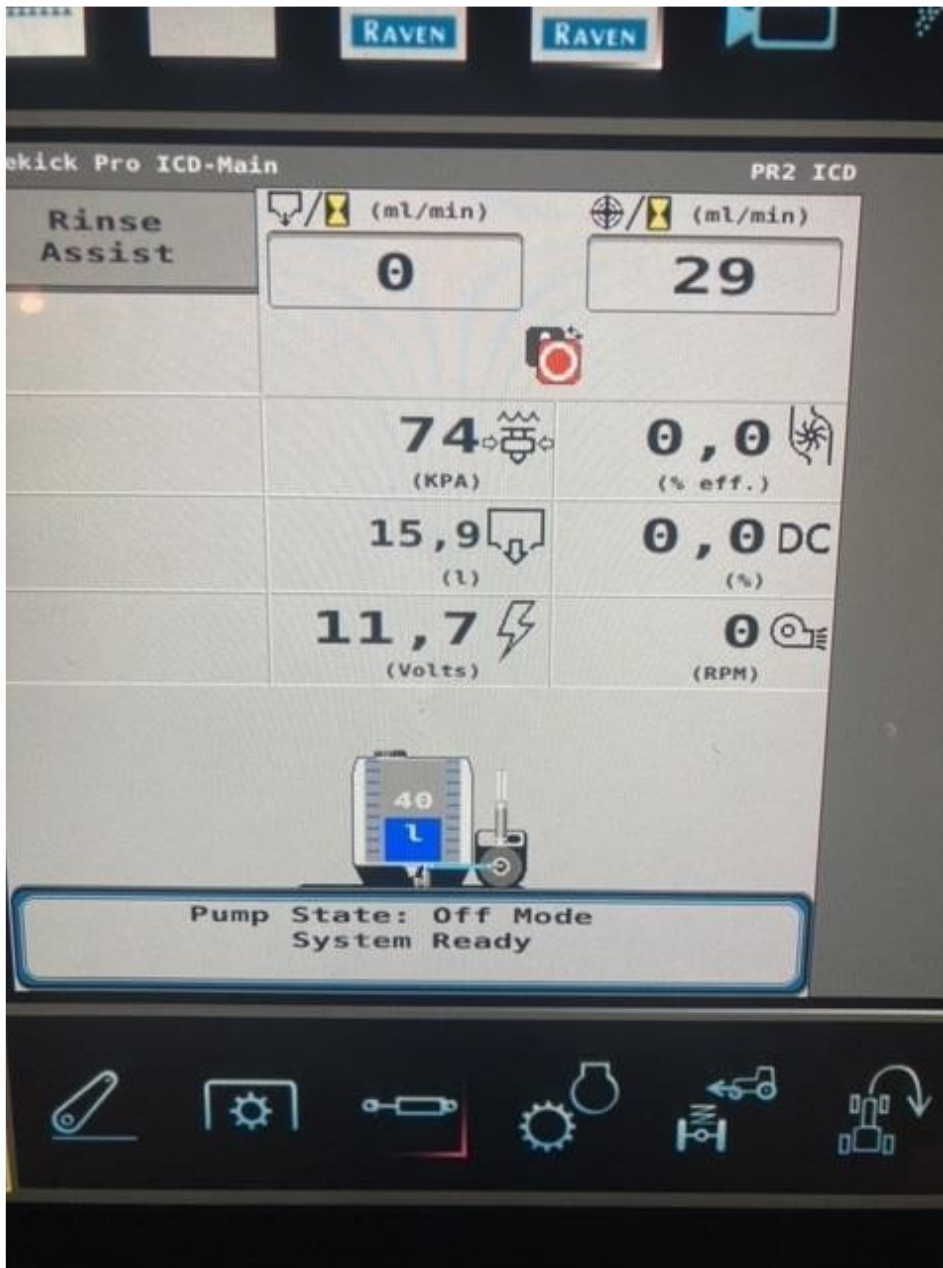 RAVEN RAVEN
ekick Pro ICD-Main PR2 ICD
Rinse
Assist
(ml/min) (ml/min)
0 29
74 0,0
(KPA) (% eff.)
15,9 0,0 DC
(l) (%)
11,7 0
(Volts) (RPM)
40
l
Pump State: Off Mode
System Ready